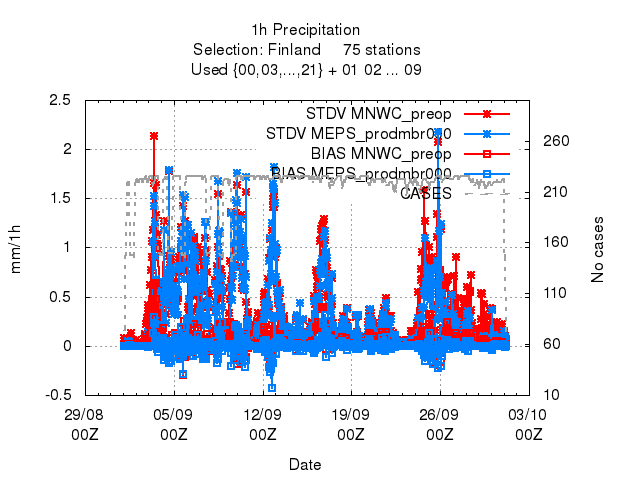 1h Precipitation
Selection: Finland 75 stations
Used {00,03,...,21} + 01 02 ... 09
2.5
2
1.5
1
0.5
0
-0.5
mm/1h
STDV MNWC_preop
STDV MEPS_prodmbr000
BIAS MNWC_preop
BIAS MEPS_prodmbr000
CASES
260
210
160
110
60
10
No cases
29/08 05/09 12/09 19/09 26/09 03/10
00Z 00Z 00Z 00Z 00Z 00Z
Date